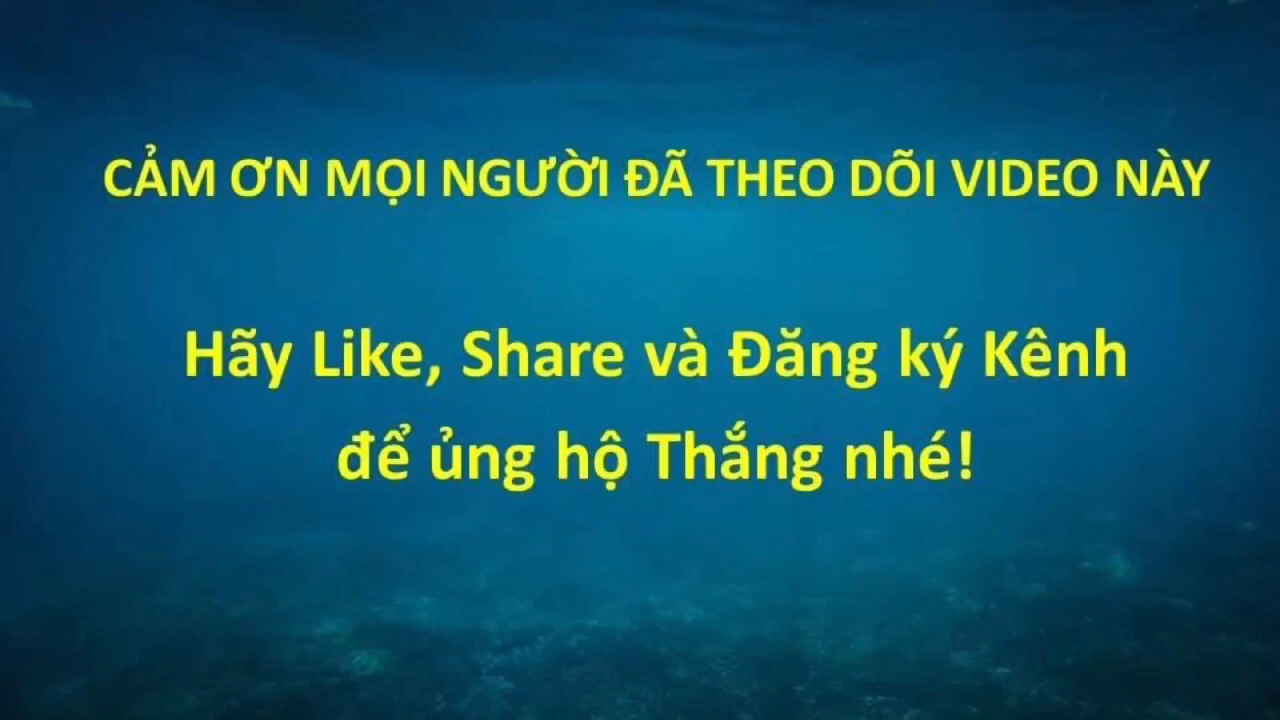 CẢM ƠN MỌI NGƯỜI ĐÃ THEO DÕI VIDEO NÀY
Hãy Like, Share và Đăng ký Kênh
để ủng hộ Thắng nhé!